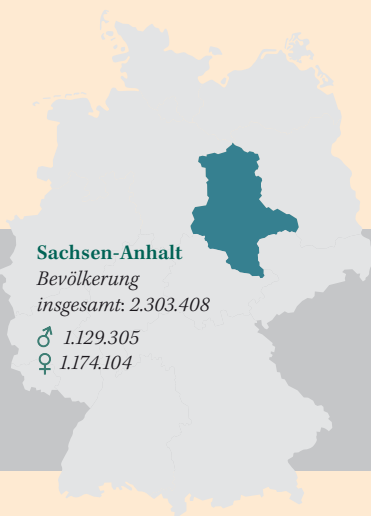 Sachsen-Anhalt
Bevölkerung
insgesamt: 2.303.408
♂ 1.129.305
♀ 1.174.104